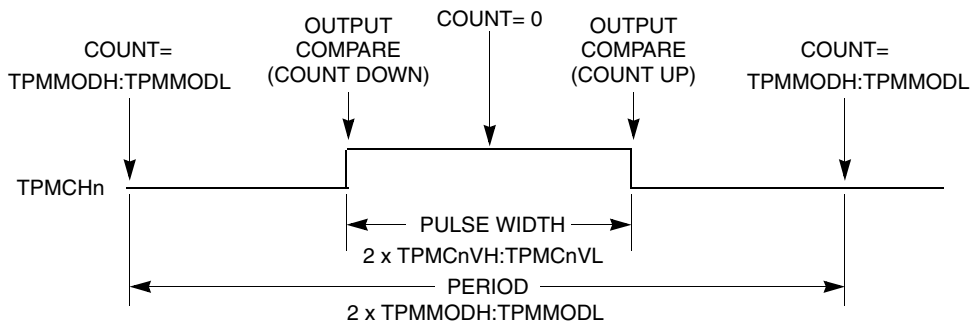 COUNT=
TPMMODH:TPMMODL
OUTPUT
COMPARE
(COUNT DOWN)
COUNT= 0
OUTPUT
COMPARE
(COUNT UP)
COUNT=
TPMMODH:TPMMODL
TPMCHn
PULSE WIDTH
2 x TPMCnVH:TPMCnVL
PERIOD
2 x TPMMODH:TPMMODL